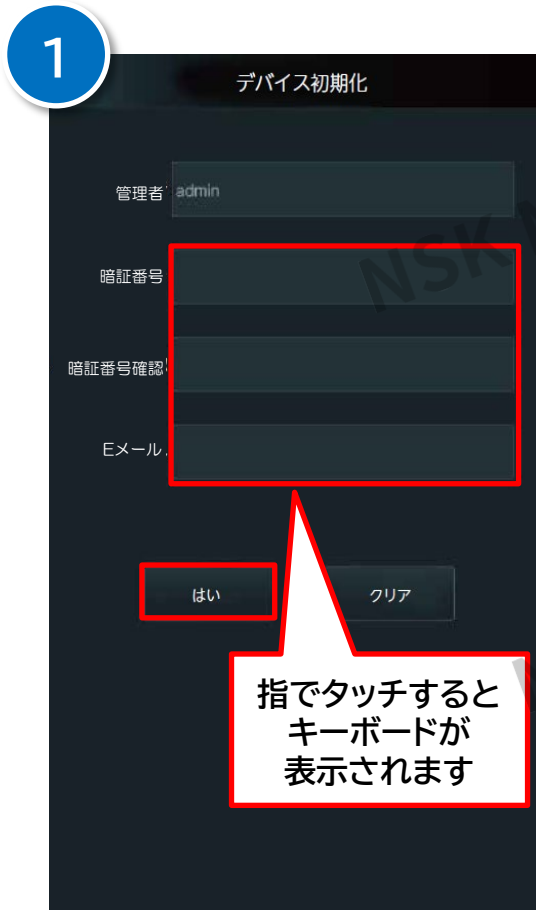 1
デバイス初期化
管理者
admin
暗証番号
暗証番号確認
Eメール
はい
クリア
指でタッチすると
キーボードが
表示されます
NSK